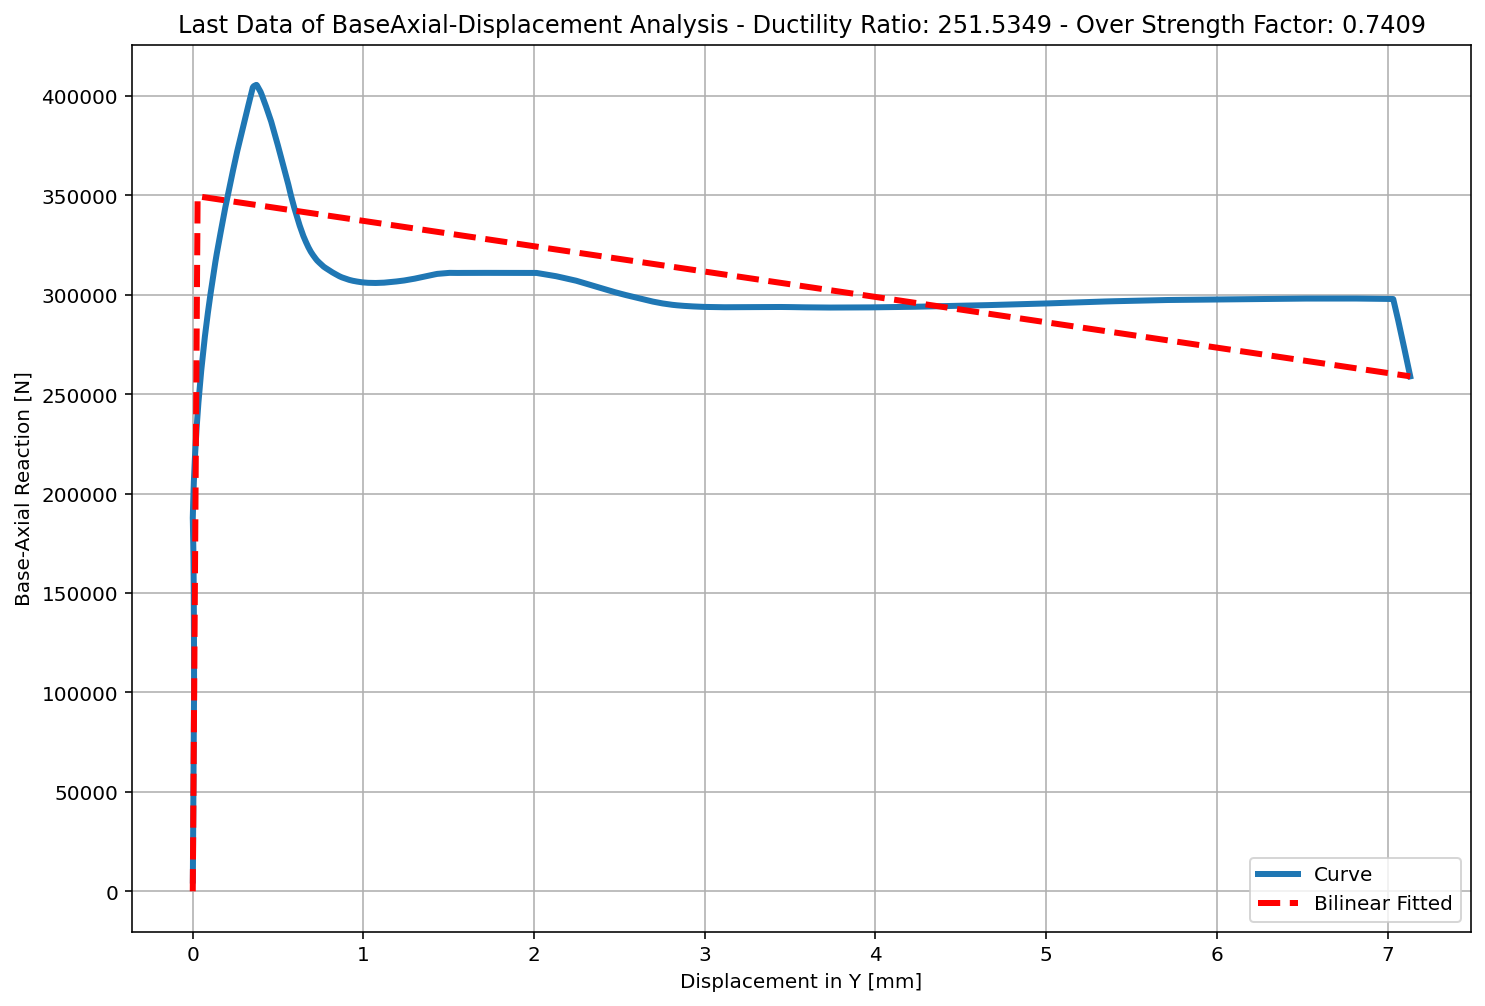 Last Data of BaseAxial-Displacement Analysis - Ductility Ratio: 251.5349 - Over Strength Factor: 0.7409
400000
350000
300000
250000
200000
150000
100000
50000
0
Base-Axial Reaction [N]
Curve
Bilinear Fitted
0 1 2 3 4 5 6 7
Displacement in Y [mm]